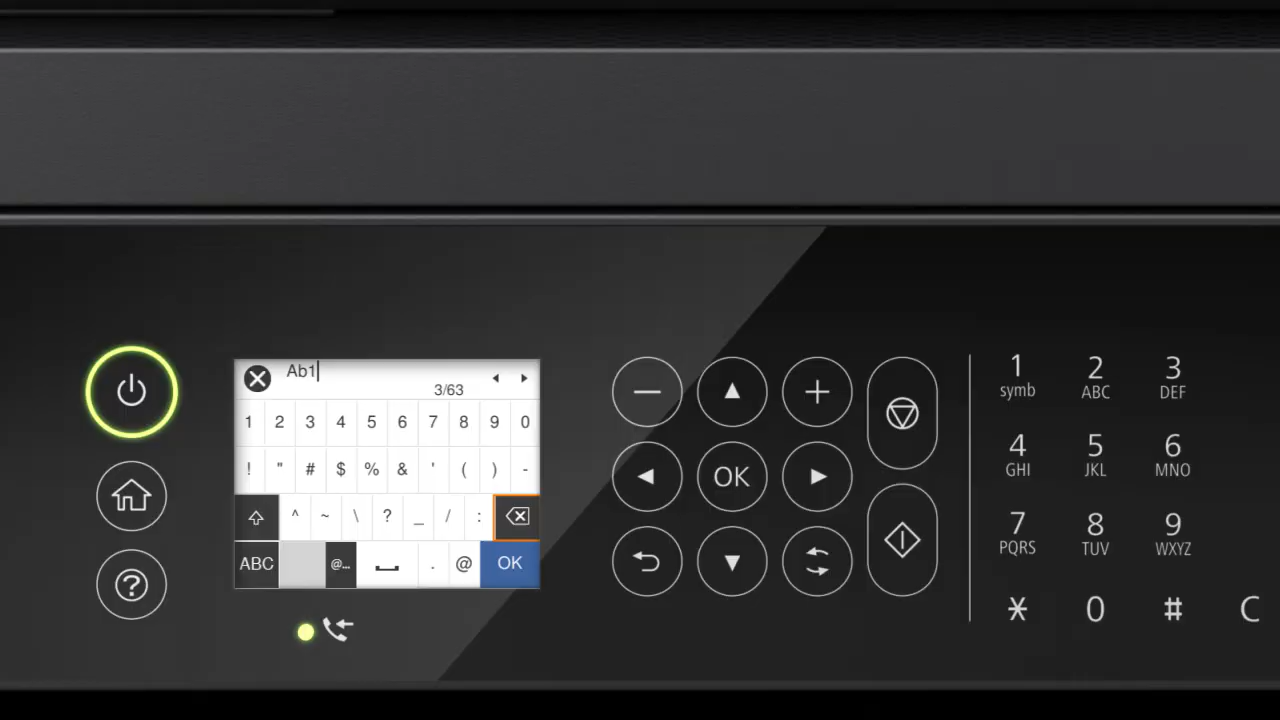 Ab1
3/63
1 2 3 4 5 6 7 8 9 0
! " # $ % & ' ( ) -
^ ~ \ ? _ / :
ABC @... . @ OK
OK
1 2 3
symb ABC DEF
4 5 6
GHI JKL MNO
7 8 9
PQRS TUV WXYZ
* 0 # C